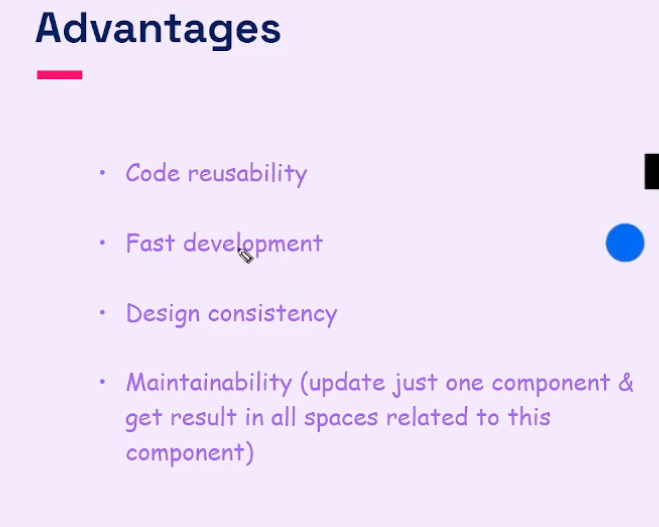 Advantages
• Code reusability
• Fast development
• Design consistency
• Maintainability (update just one component &
get result in all spaces related to this
component)